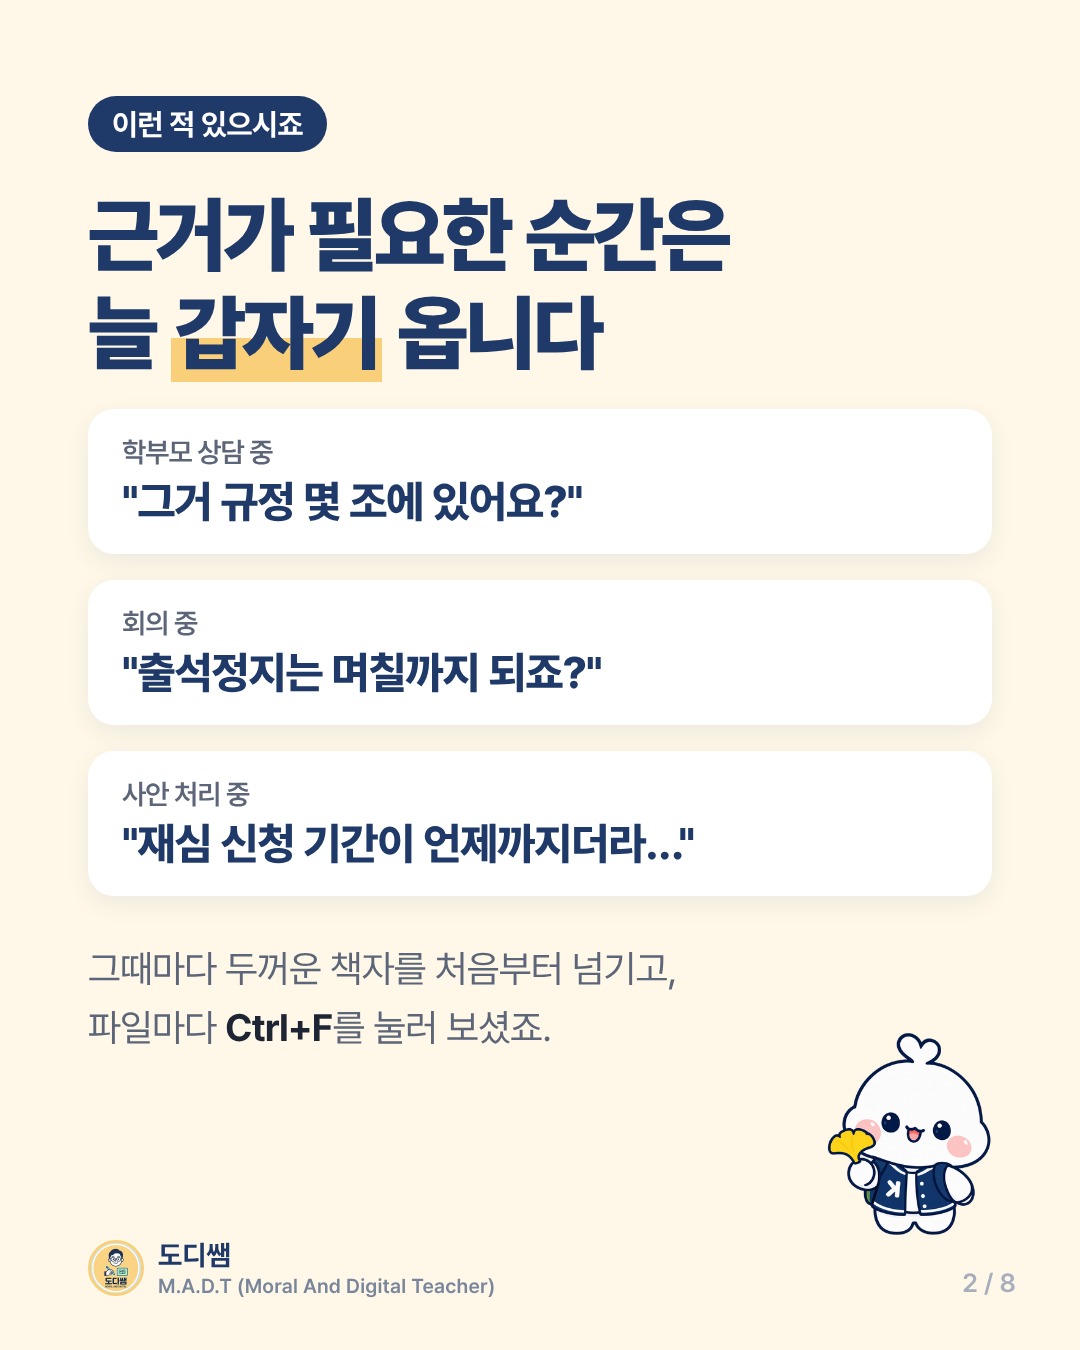 이런 적 있으시죠
근거가 필요한 순간은
늘 갑자기 옵니다
학부모 상담 중
"그거 규정 몇 조에 있어요?"
회의 중
"출석정지는 며칠까지 되죠?"
사안 처리 중
"재심 신청 기간이 언제까지더라..."
그때마다 두꺼운 책자를 처음부터 넘기고,
파일마다 Ctrl+F를 눌러 보셨죠.
K
도디쌤
도디쌤
M.A.D.T (Moral And Digital Teacher)
2 / 8